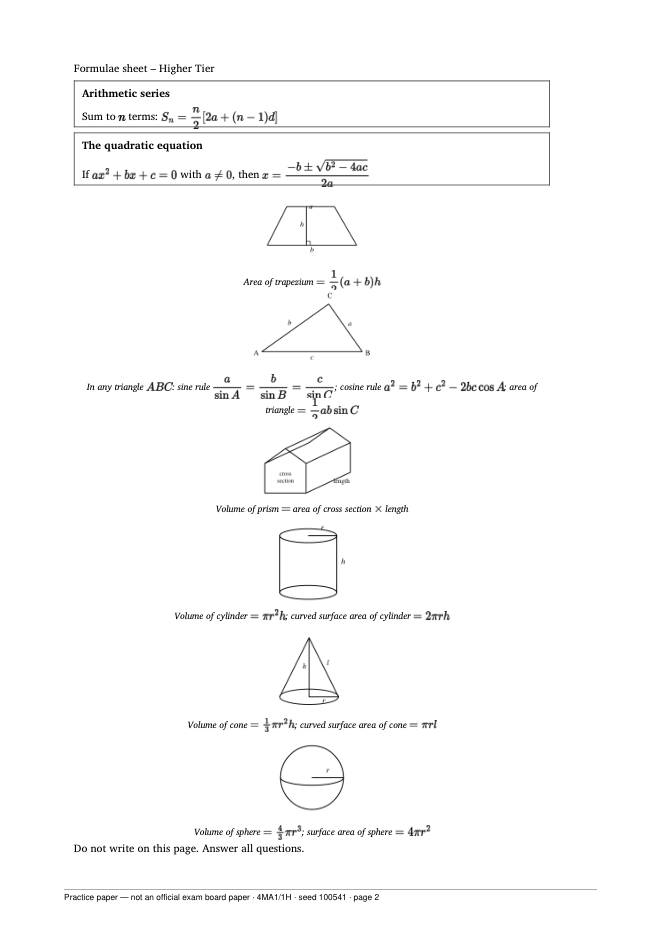 Formulae sheet – Higher Tier
Arithmetic series
Sum to n terms: Sₙ = n/2[2a + (n − 1)d]
The quadratic equation
If ax² + bx + c = 0 with a ≠ 0, then x = (−b ± √(b² − 4ac))/2a
a
h
b
Area of trapezium = 1/2(a + b)h
C
b a
A B
c
In any triangle ABC: sine rule a/sin A = b/sin B = c/sin C; cosine rule a² = b² + c² − 2bc cos A; area of
triangle = 1/2 ab sin C
cross
section
length
Volume of prism = area of cross section × length
r
h
Volume of cylinder = πr²h; curved surface area of cylinder = 2πrh
h l
r
Volume of cone = 1/3 πr²h; curved surface area of cone = πrl
r
Volume of sphere = 4/3 πr³; surface area of sphere = 4πr²
Do not write on this page. Answer all questions.
Practice paper — not an official exam board paper · 4MA1/1H · seed 100541 · page 2